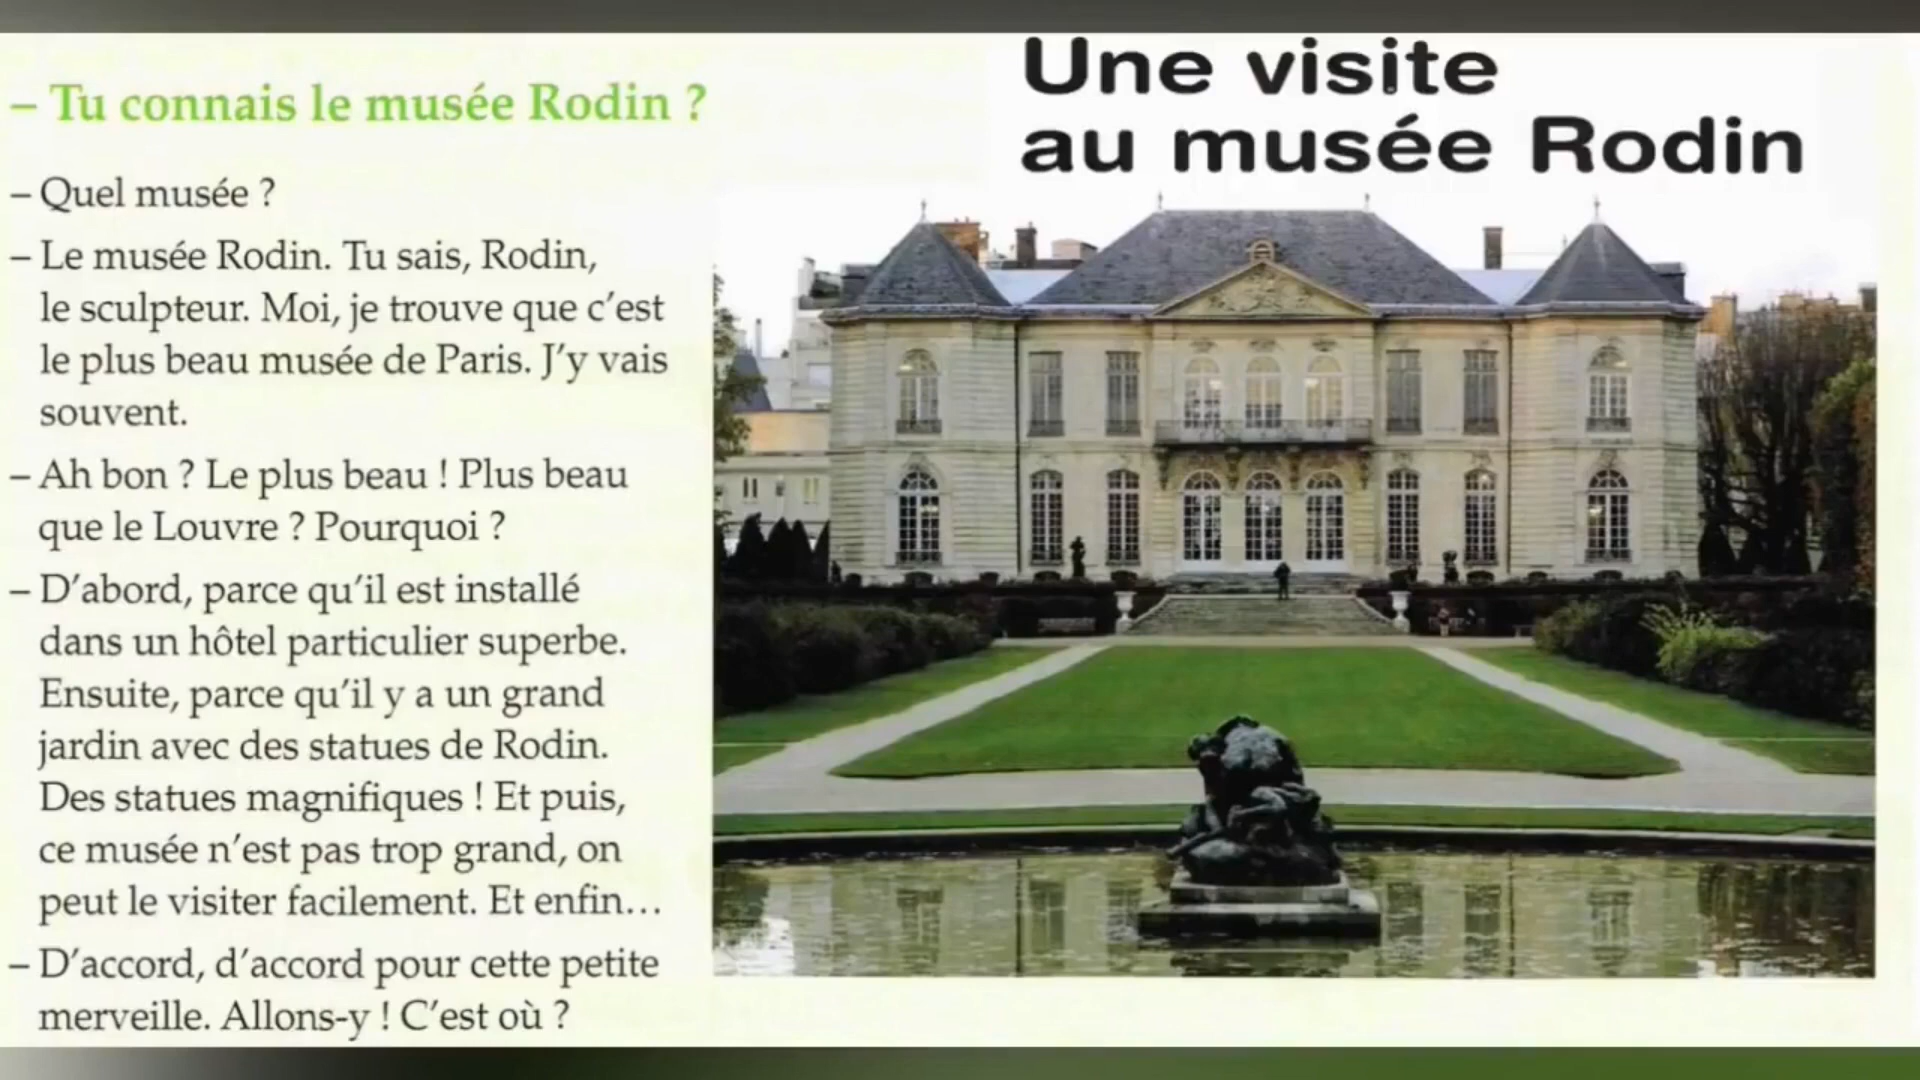 Une visite
au musée Rodin
– Tu connais le musée Rodin ?
– Quel musée ?
– Le musée Rodin. Tu sais, Rodin,
le sculpteur. Moi, je trouve que c’est
le plus beau musée de Paris. J’y vais
souvent.
– Ah bon ? Le plus beau ! Plus beau
que le Louvre ? Pourquoi ?
– D’abord, parce qu’il est installé
dans un hôtel particulier superbe.
Ensuite, parce qu’il y a un grand
jardin avec des statues de Rodin.
Des statues magnifiques ! Et puis,
ce musée n’est pas trop grand, on
peut le visiter facilement. Et enfin…
– D’accord, d’accord pour cette petite
merveille. Allons-y ! C’est où ?